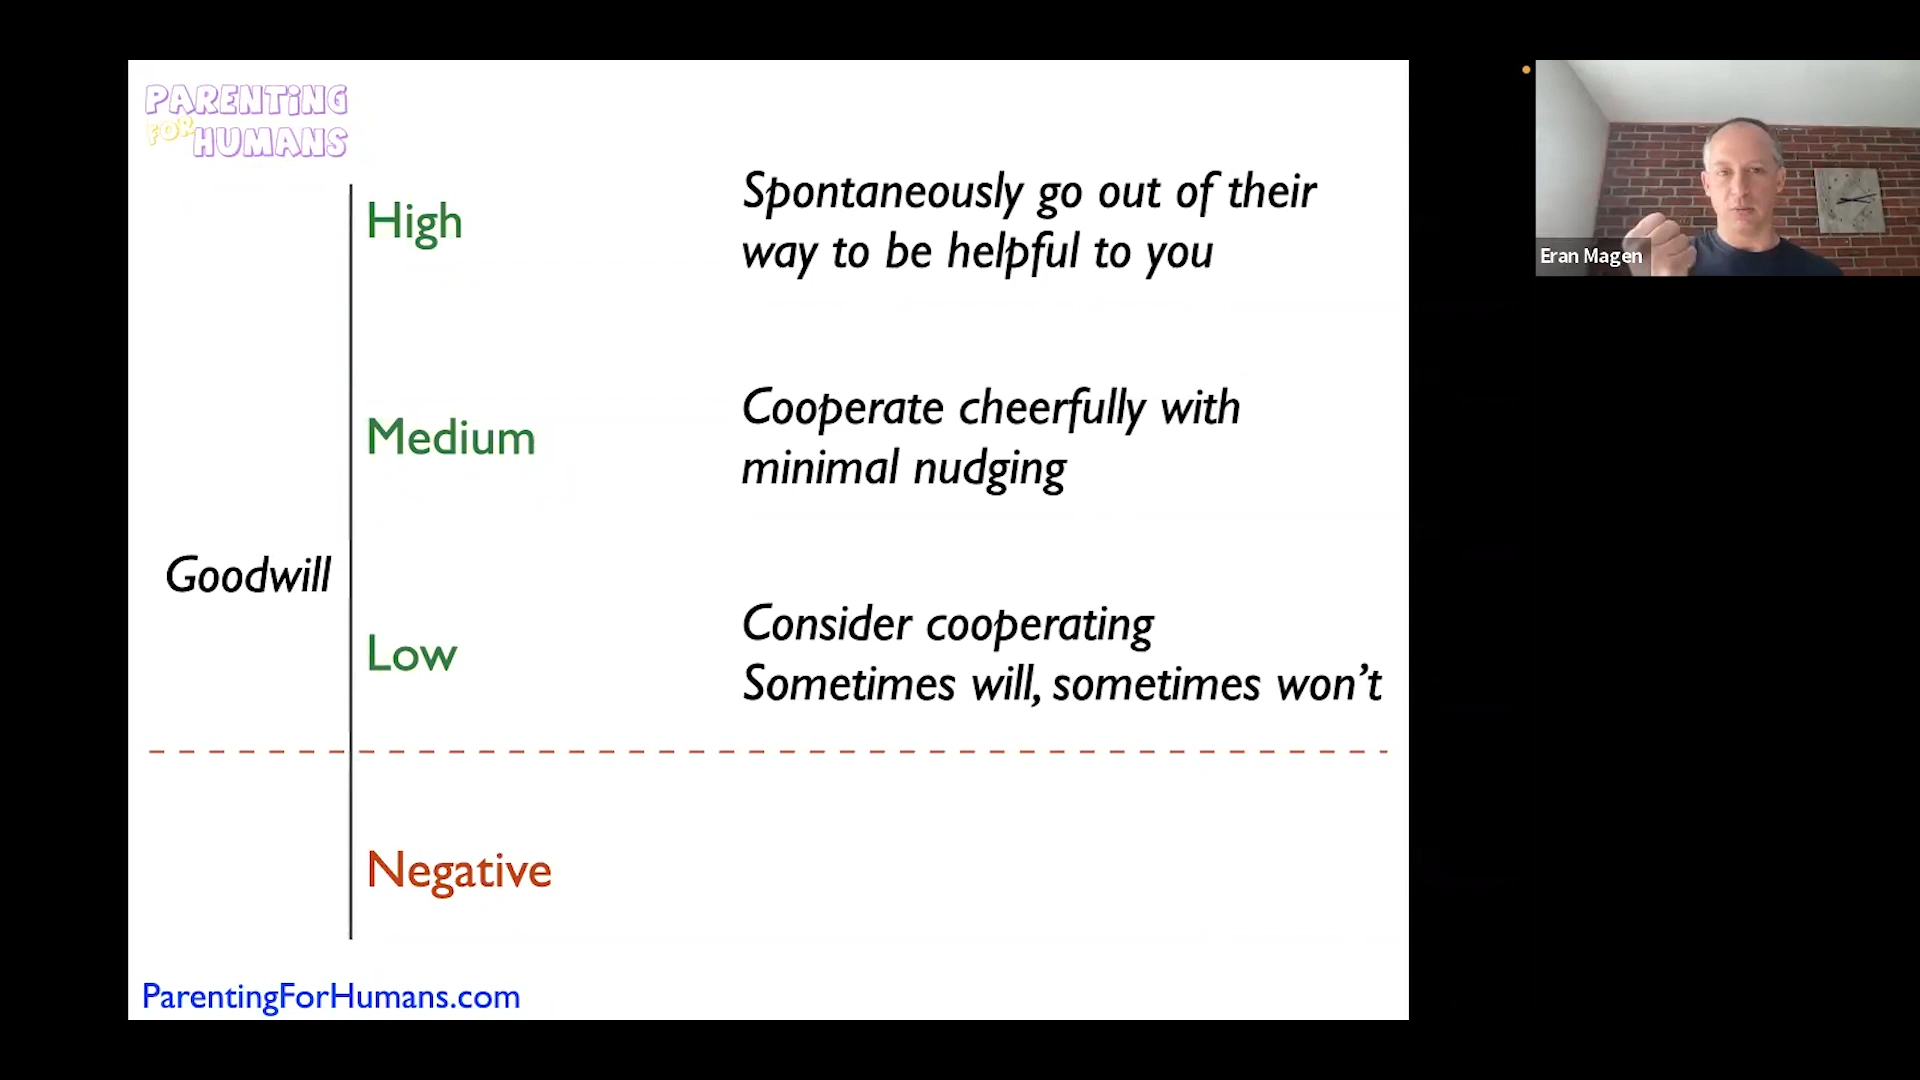 PARENTING
FOR HUMANS
High
Spontaneously go out of their
way to be helpful to you
Medium
Cooperate cheerfully with
minimal nudging
Goodwill
Low
Consider cooperating
Sometimes will, sometimes won’t
Negative
ParentingForHumans.com
Eran Magen